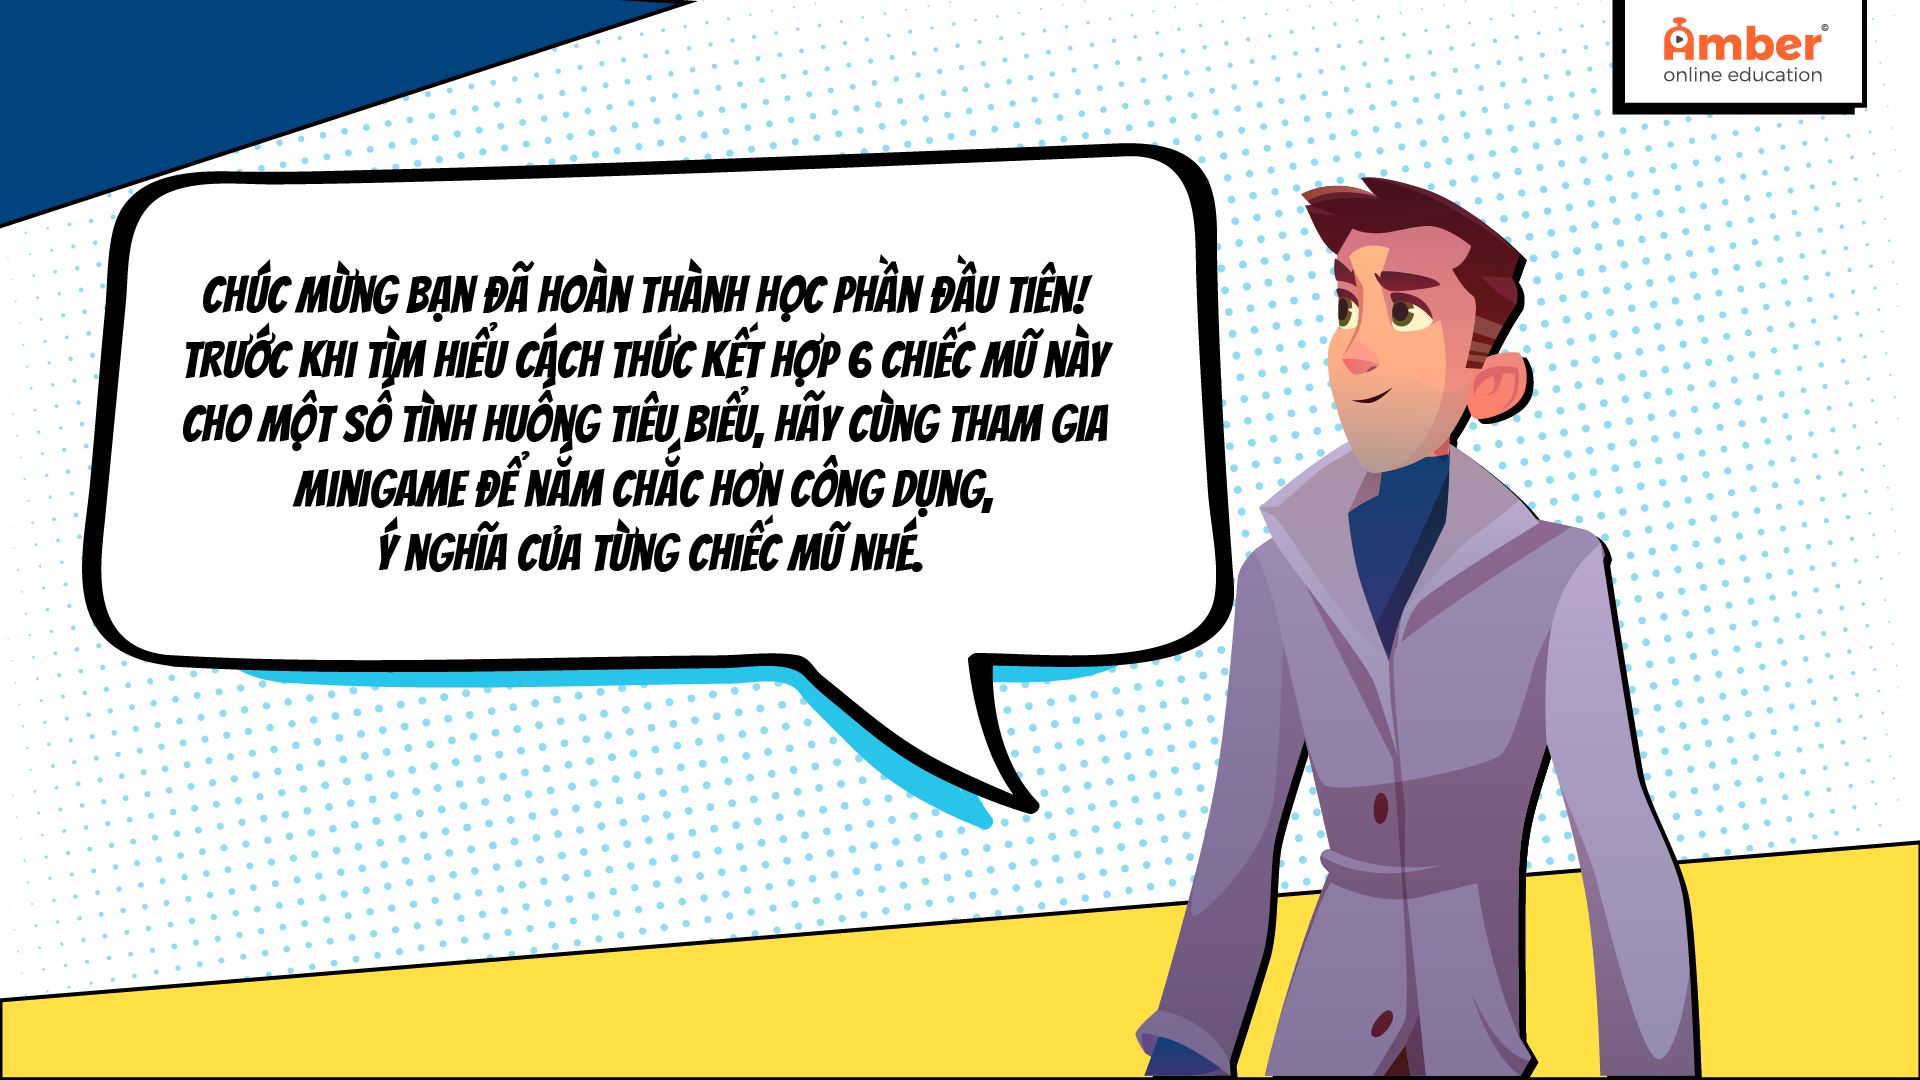 Amber©
online education
CHÚC MỪNG BẠN ĐÃ HOÀN THÀNH HỌC PHẦN ĐẦU TIÊN!
TRƯỚC KHI TÌM HIỂU CÁCH THỨC KẾT HỢP 6 CHIẾC MŨ NÀY
CHO MỘT SỐ TÌNH HUỐNG TIÊU BIỂU, HÃY CÙNG THAM GIA
MINIGAME ĐỂ NẮM CHẮC HƠN CÔNG DỤNG,
Ý NGHĨA CỦA TỪNG CHIẾC MŨ NHÉ.